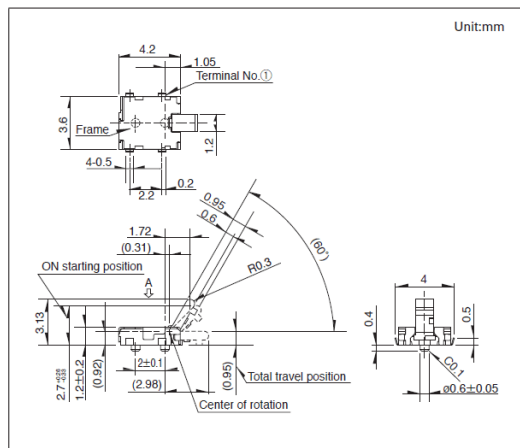 Unit:mm
4.2
1.05
Terminal No.①
3.6
Frame
1.2
4-0.5
0.2
2.2
0.95
0.6
1.72
(0.31)
(60°)
R0.3
ON starting position
A
4
3.13
0.4
0.5
2.7
1.2±0.2
(0.92)
2±0.1
(2.98)
(0.95)
Total travel position
Center of rotation
C0.1
ø0.6±0.05